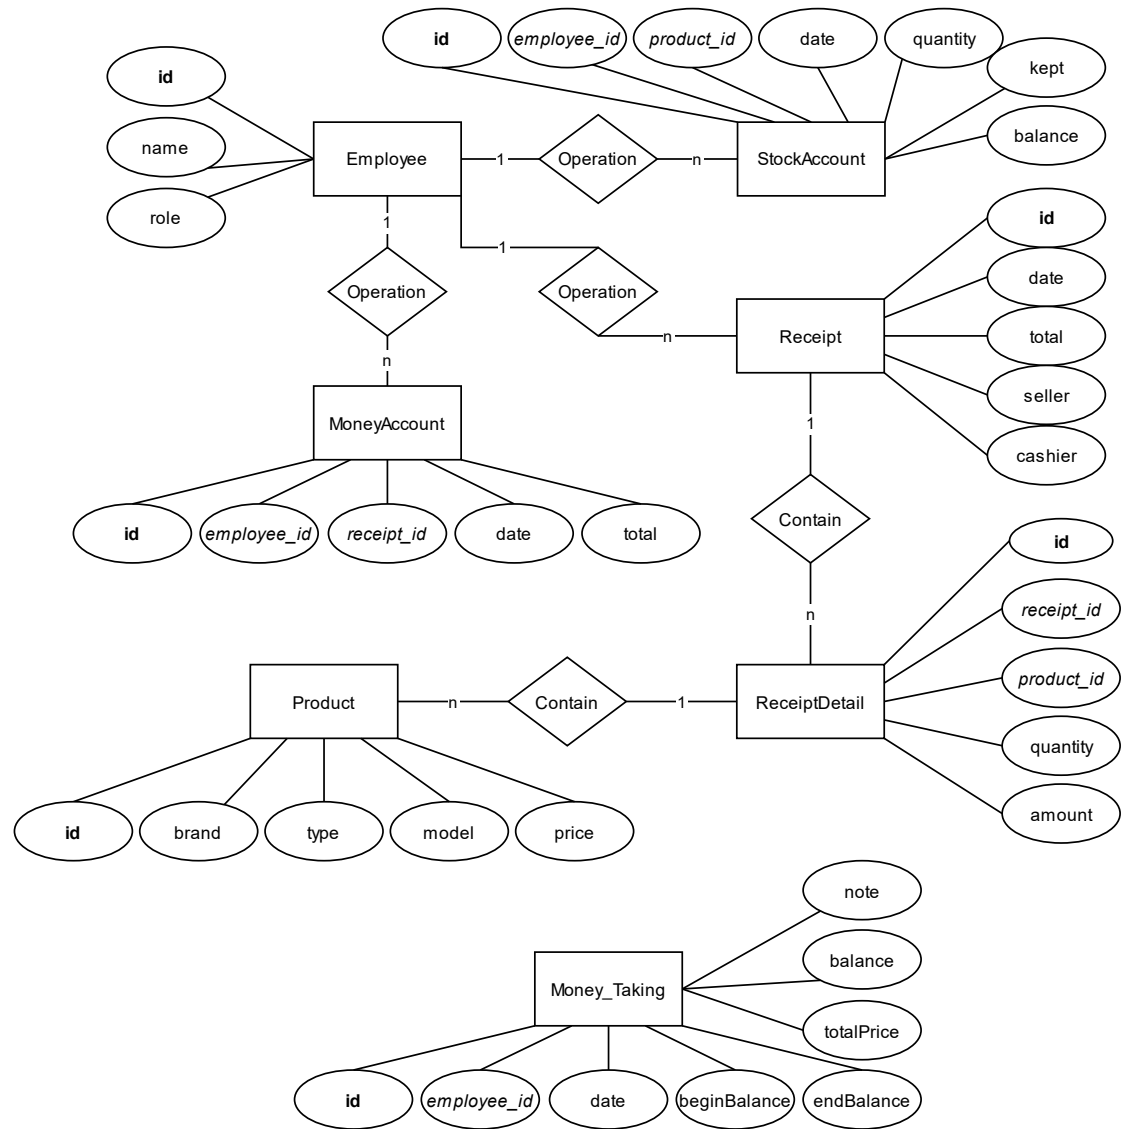 id
employee_id
product_id
date
quantity
kept
balance
id
name
role
Employee
1
Operation
n
StockAccount
1
Operation
n
MoneyAccount
1
Operation
n
Receipt
id
date
total
seller
cashier
id
employee_id
receipt_id
date
total
1
Contain
n
Product
n
Contain
1
ReceiptDetail
id
receipt_id
product_id
quantity
amount
id
brand
type
model
price
Money_Taking
note
balance
totalPrice
id
employee_id
date
beginBalance
endBalance